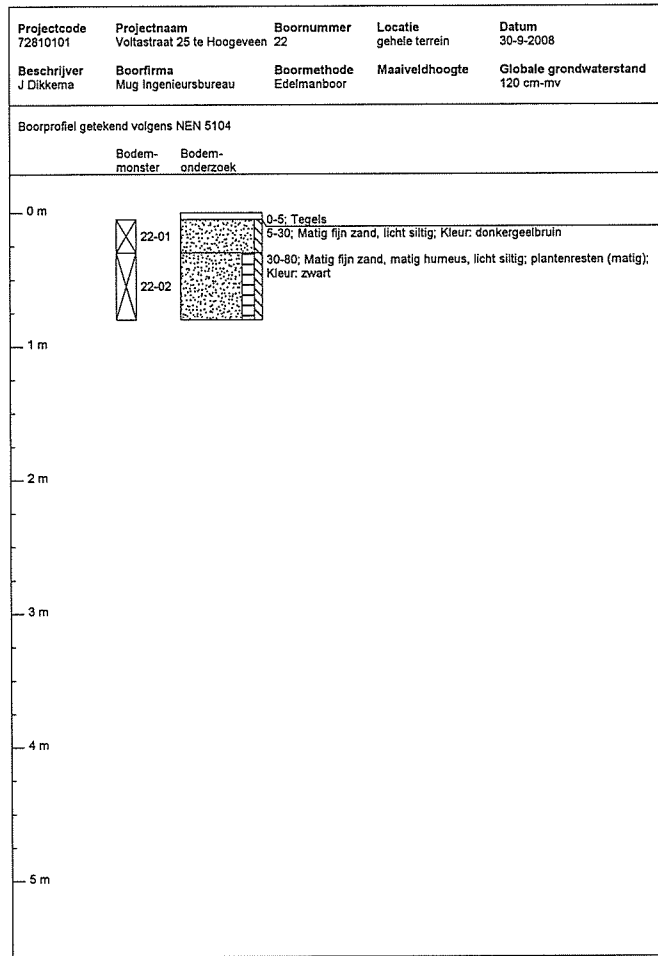 Projectcode Projectnaam Boornummer Locatie Datum
72810101 Voltastraat 25 te Hoogeveen 22 gehele terrein 30-9-2008
Beschrijver Boorfirma Boormethode Maaiveldhoogte Globale grondwaterstand
J Dikkema Mug Ingenieursbureau Edelmanboor 120 cm-mv
Boorprofiel getekend volgens NEN 5104
Bodem- Bodem-
monster onderzoek
0 m
0-5; Tegels
22-01 5-30; Matig fijn zand, licht siltig; Kleur: donkergeelbruin
30-80; Matig fijn zand, matig humeus, licht siltig; plantenresten (matig);
Kleur: zwart
22-02
1 m
2 m
3 m
4 m
5 m